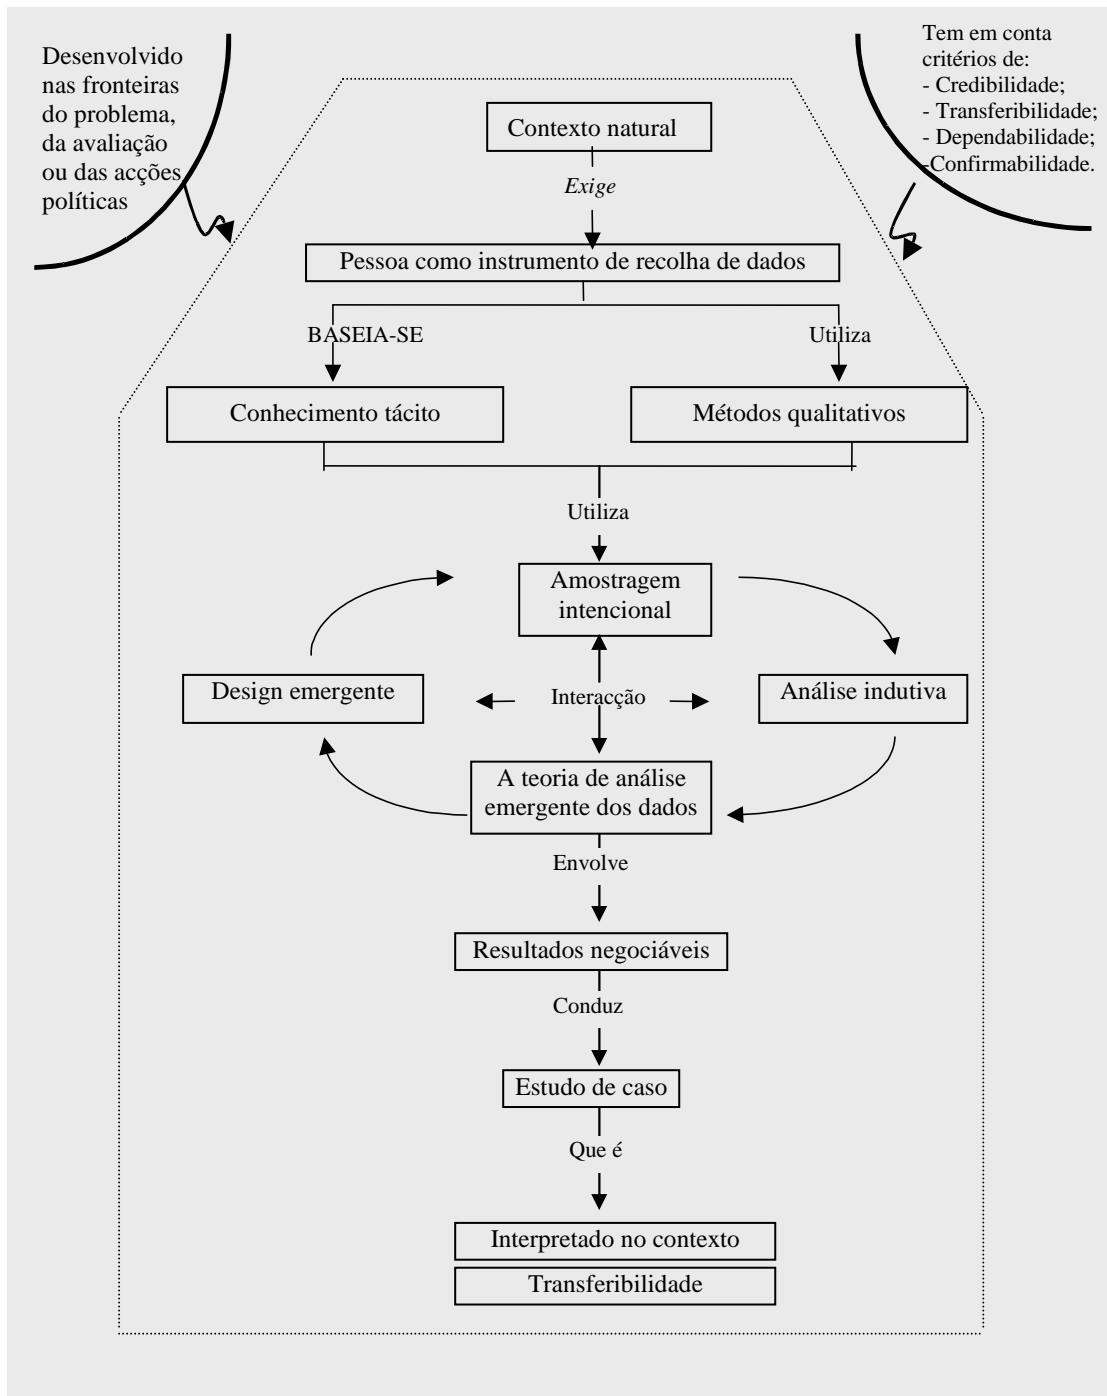 Desenvolvido
nas fronteiras
do problema,
da avaliação
ou das acções
políticas
Tem em conta
critérios de:
- Credibilidade;
- Transferibilidade;
- Dependabilidade;
-Confirmabilidade.
Contexto natural
Exige
Pessoa como instrumento de recolha de dados
BASEIA-SE
Utiliza
Conhecimento tácito
Métodos qualitativos
Utiliza
Amostragem
intencional
Design emergente
Interacção
Análise indutiva
A teoria de análise
emergente dos dados
Envolve
Resultados negociáveis
Conduz
Estudo de caso
Que é
Interpretado no contexto
Transferibilidade